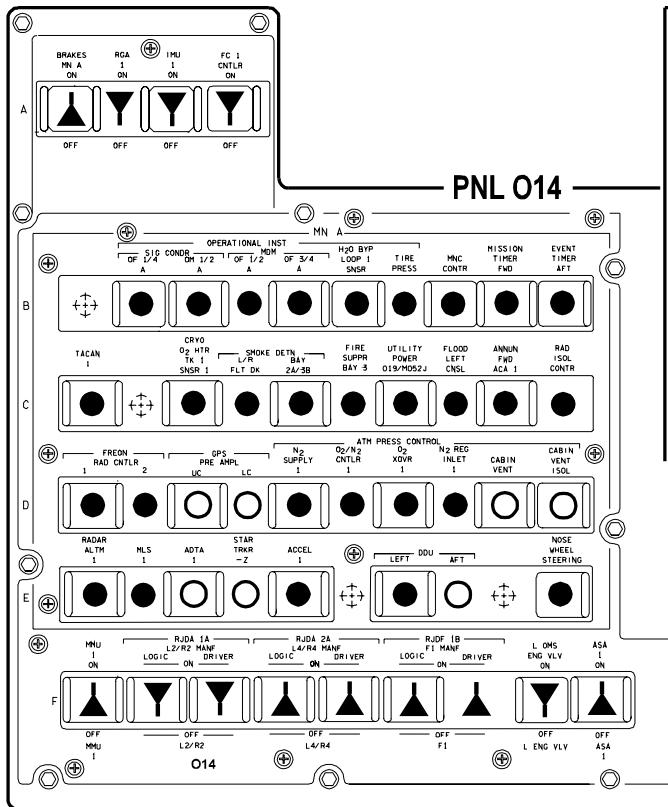 BRAKES RGA IMU FC 1
MN A 1 1 CNTLR
ON ON ON ON
A
OFF OFF OFF OFF
PNL O14
MN A
OPERATIONAL INST
SIG CONDR MDM H2O BYP MISSION EVENT
OF 1/4 OM 1/2 OF 1/2 OF 3/4 LOOP 1 TIRE MNC TIMER TIMER
A A A A SNSR PRESS CONTR FWD AFT
B
CRYO
O2 HTR SMOKE DETN FIRE UTILITY FLOOD ANNUN RAD
TACAN TK 1 L/R BAY SUPPR POWER LEFT FWD ISOL
1 SNSR 1 FLT DK 2A/3B BAY 3 O19/MO52J CNSL ACA 1 CONTR
C
ATM PRESS CONTROL
FREON GPS N2 O2/N2 O2 N2 REG CABIN
RAD CNTLR PRE AMPL SUPPLY CNTLR XOVR INLET CABIN VENT
1 2 UC LC 1 1 1 1 VENT ISOL
D
RADAR STAR NOSE
ALTM MLS ADTA TRKR ACCEL DDU WHEEL
1 1 1 -Z 1 LEFT AFT STEERING
E
MMU RJDA 1A RJDA 2A RJDF 1B L OMS ASA
1 L2/R2 MANF L4/R4 MANF F1 MANF ENG VLV 1
ON LOGIC ON DRIVER LOGIC ON DRIVER LOGIC ON DRIVER ON ON
F
OFF OFF OFF OFF OFF OFF
MMU L2/R2 L4/R4 F1 L ENG VLV ASA
1 1
O14